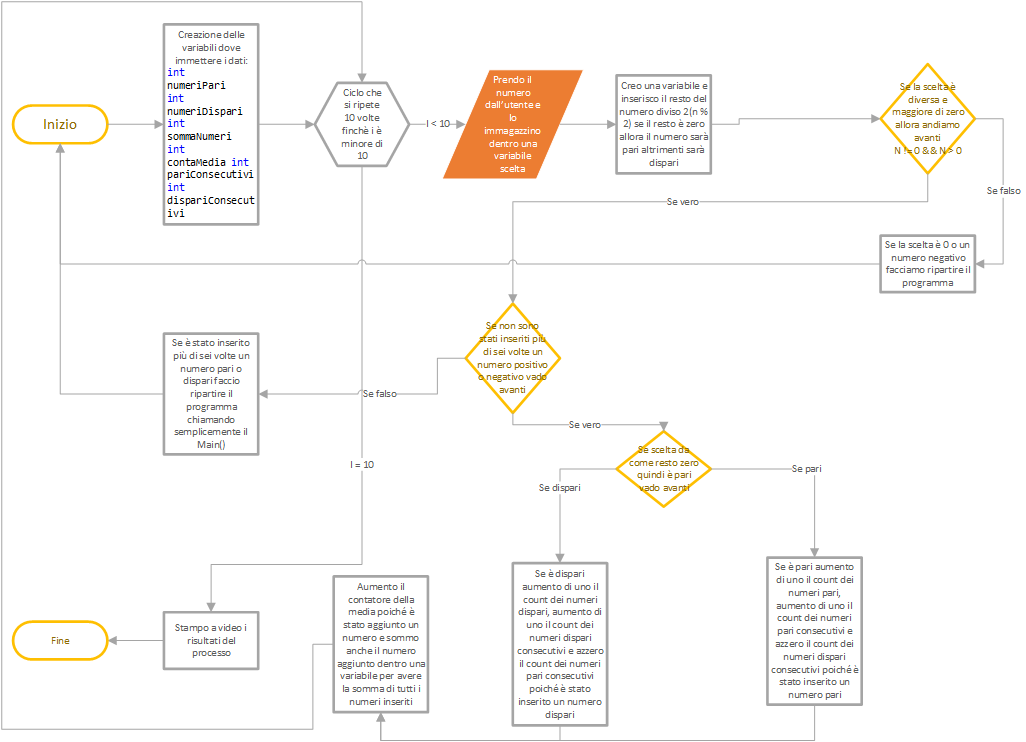 Inizio
Creazione delle
variabili dove
immettere i dati:
int
numeriPari
int
numeriDispari
int
sommaNumeri
int
contaMedia int
pariConsecutivi
int
dispariConsecut
ivi
Ciclo che
si ripete
10 volte
finchè i è
minore di
10
I < 10
Prendo il
numero
dall'utente e
lo
immagazzino
dentro una
variabile
scelta
Creo una variabile e
inserisco il resto del
numero diviso 2(n %
2) se il resto è zero
allora il numero sarà
pari altrimenti sarà
dispari
Se la scelta è
diversa e
maggiore di zero
allora andiamo
avanti
N != 0 && N > 0
Se falso
Se vero
Se la scelta è 0 o un
numero negativo
facciamo ripartire il
programma
Se non sono
stati inseriti più
di sei volte un
numero positivo
o negativo vado
avanti
Se falso
Se è stato inserito
più di sei volte un
numero pari o
dispari faccio
ripartire il
programma
chiamando
semplicemente il
Main()
Se vero
Se scelta da
come resto zero
quindi è pari
vado avanti
Se dispari
Se pari
I = 10
Se è dispari
aumento di uno il
count dei numeri
dispari, aumento di
uno il count dei
numeri dispari
consecutivi e azzero
il count dei numeri
pari consecutivi
poiché è stato
inserito un numero
dispari
Se è pari aumento
di uno il count dei
numeri pari,
aumento di uno il
count dei numeri
pari consecutivi e
azzero il count dei
numeri dispari
consecutivi poiché è
stato inserito un
numero pari
Aumento il
contatore della
media poiché è
stato aggiunto un
numero e sommo
anche il numero
aggiunto dentro una
variabile per avere
la somma di tutti i
numeri inseriti
Stampo a video i
risultati del
processo
Fine